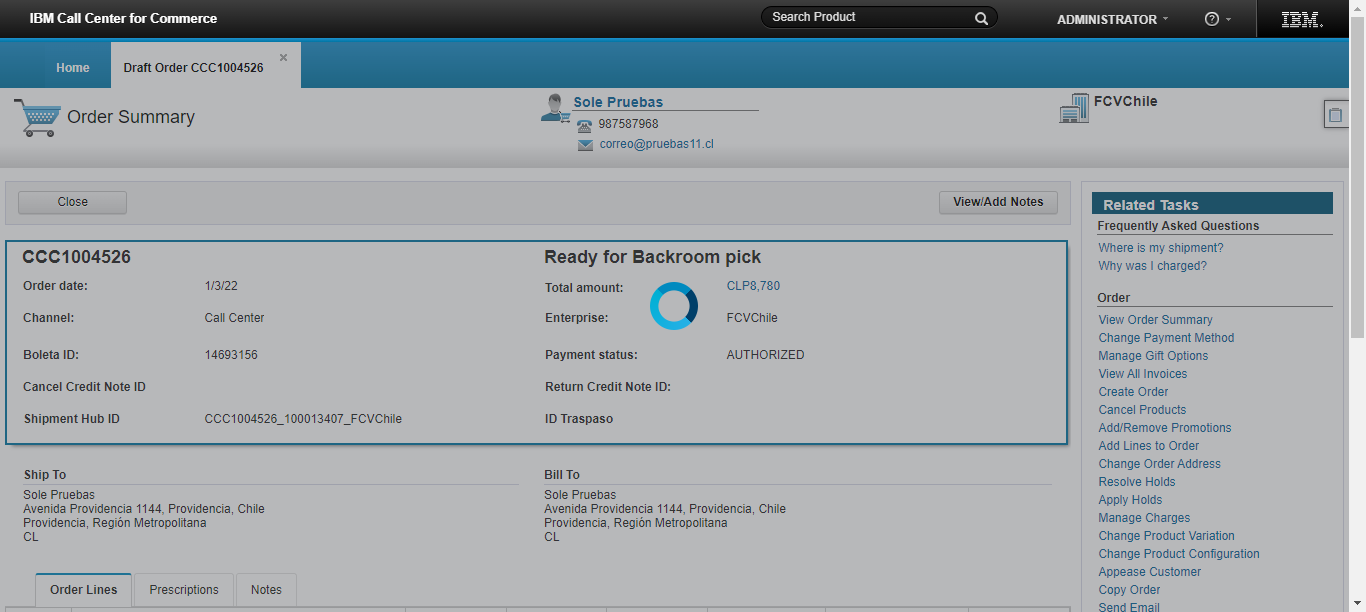 IBM Call Center for Commerce
Search Product
ADMINISTRATOR
?
IBM.
Home
Draft Order CCC1004526
×
Order Summary
Sole Pruebas
987587968
correo@pruebas11.cl
FCVChile
Close
View/Add Notes
CCC1004526
Ready for Backroom pick
Order date:
1/3/22
Total amount:
CLP8,780
Channel:
Call Center
Enterprise:
FCVChile
Boleta ID:
14693156
Payment status:
AUTHORIZED
Cancel Credit Note ID
Return Credit Note ID:
Shipment Hub ID
CCC1004526_100013407_FCVChile
ID Traspaso
Ship To
Sole Pruebas
Avenida Providencia 1144, Providencia, Chile
Providencia, Región Metropolitana
CL
Bill To
Sole Pruebas
Avenida Providencia 1144, Providencia, Chile
Providencia, Región Metropolitana
CL
Order Lines
Prescriptions
Notes
Related Tasks
Frequently Asked Questions
Where is my shipment?
Why was I charged?
Order
View Order Summary
Change Payment Method
Manage Gift Options
View All Invoices
Create Order
Cancel Products
Add/Remove Promotions
Add Lines to Order
Change Order Address
Resolve Holds
Apply Holds
Manage Charges
Change Product Variation
Change Product Configuration
Appease Customer
Copy Order
Send Email